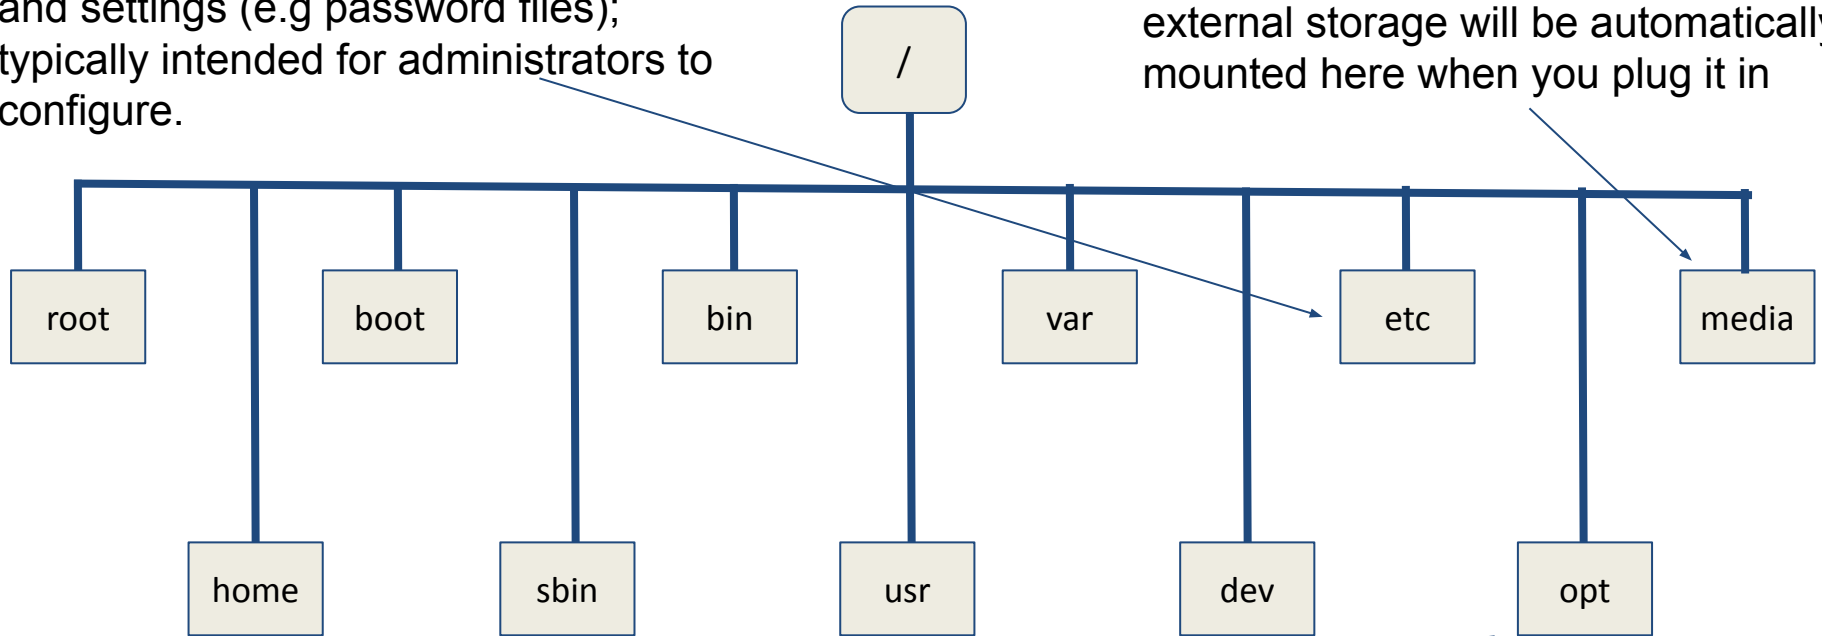 and settings (e.g password files);
typically intended for administrators to
configure.
/
external storage will be automatically
mounted here when you plug it in
root
boot
bin
var
etc
media
home
sbin
usr
dev
opt